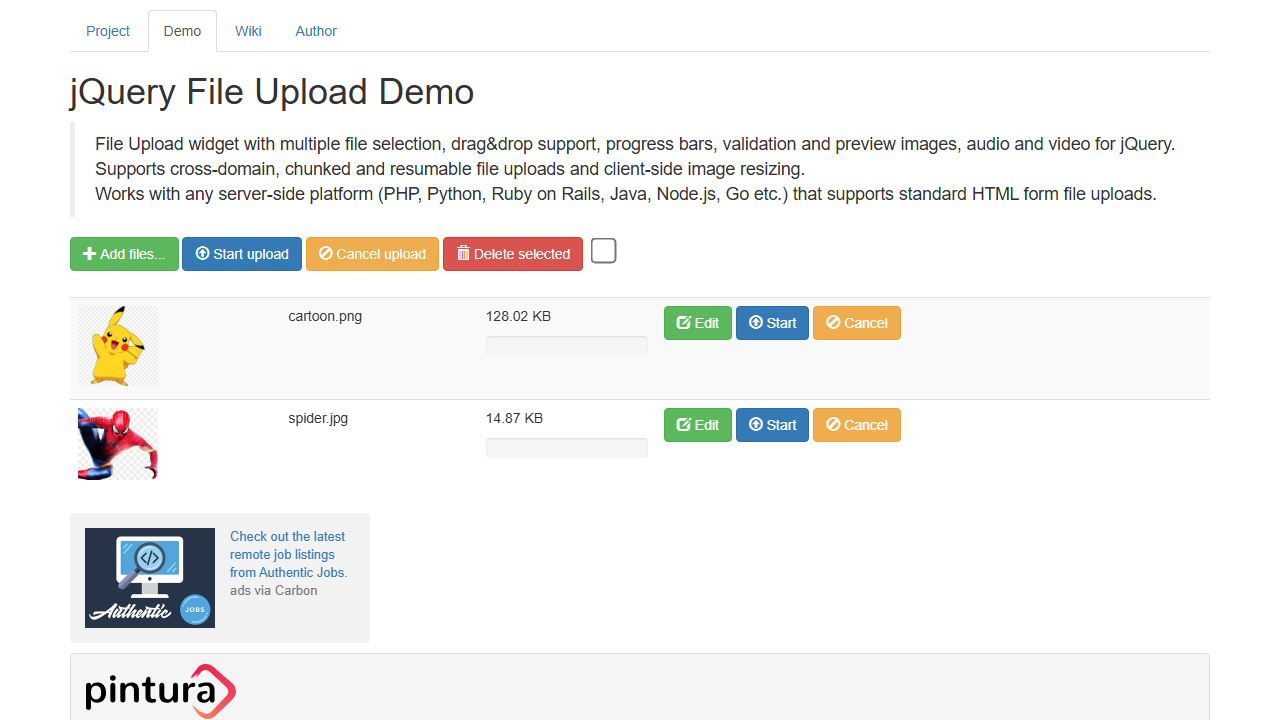 Project Demo Wiki Author
jQuery File Upload Demo
File Upload widget with multiple file selection, drag&drop support, progress bars, validation and preview images, audio and video for jQuery.
Supports cross-domain, chunked and resumable file uploads and client-side image resizing.
Works with any server-side platform (PHP, Python, Ruby on Rails, Java, Node.js, Go etc.) that supports standard HTML form file uploads.
Add files... Start upload Cancel upload Delete selected
cartoon.png 128.02 KB Edit Start Cancel
spider.jpg 14.87 KB Edit Start Cancel
Authentic JOBS
Check out the latest
remote job listings
from Authentic Jobs.
ads via Carbon
pintura